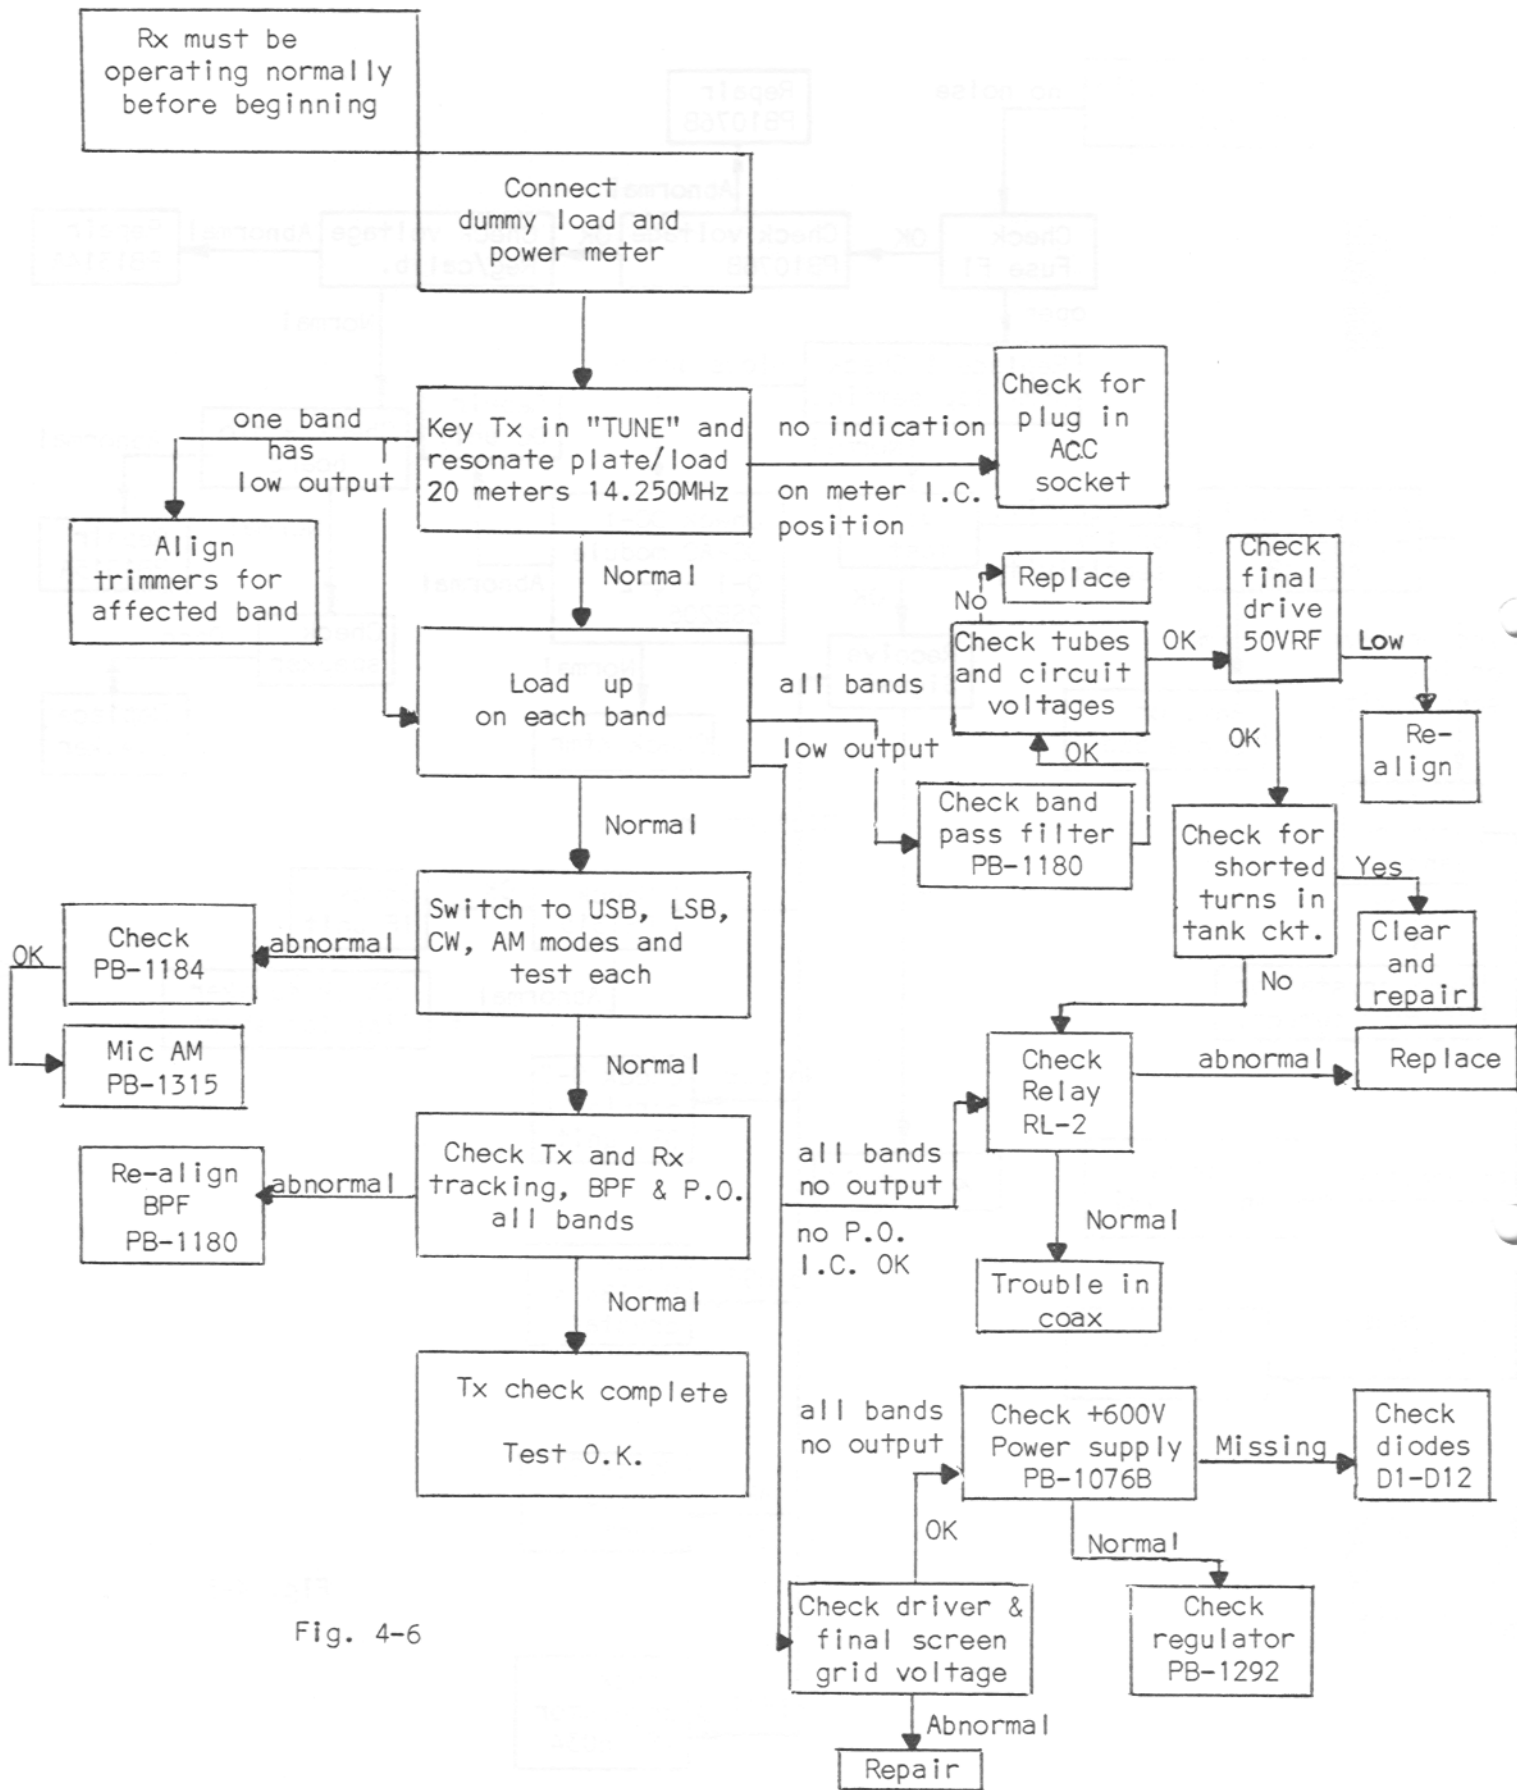 Rx must be
operating normally
before beginning
Connect
dummy load and
power meter
Key Tx in "TUNE" and
resonate plate/load
20 meters 14.250MHz
one band
has
low output
Align
trimmers for
affected band
no indication
on meter I.C.
position
Check for
plug in
ACC
socket
Normal
Load up
on each band
all bands
low output
Check band
pass filter
PB-1180
OK
Check tubes
and circuit
voltages
No
Replace
OK
Check
final
drive
50VRF
Low
Re-
align
OK
Check for
shorted
turns in
tank ckt.
Yes
Clear
and
repair
No
Normal
Switch to USB, LSB,
CW, AM modes and
test each
abnormal
Check
PB-1184
OK
Mic AM
PB-1315
Normal
Check Tx and Rx
tracking, BPF & P.O.
all bands
abnormal
Re-align
BPF
PB-1180
Normal
Tx check complete
Test O.K.
all bands
no output
no P.O.
I.C. OK
Check
Relay
RL-2
abnormal
Replace
Normal
Trouble in
coax
all bands
no output
Check +600V
Power supply
PB-1076B
Missing
Check
diodes
D1-D12
OK
Normal
Check
regulator
PB-1292
Check driver &
final screen
grid voltage
Abnormal
Repair
Fig. 4-6